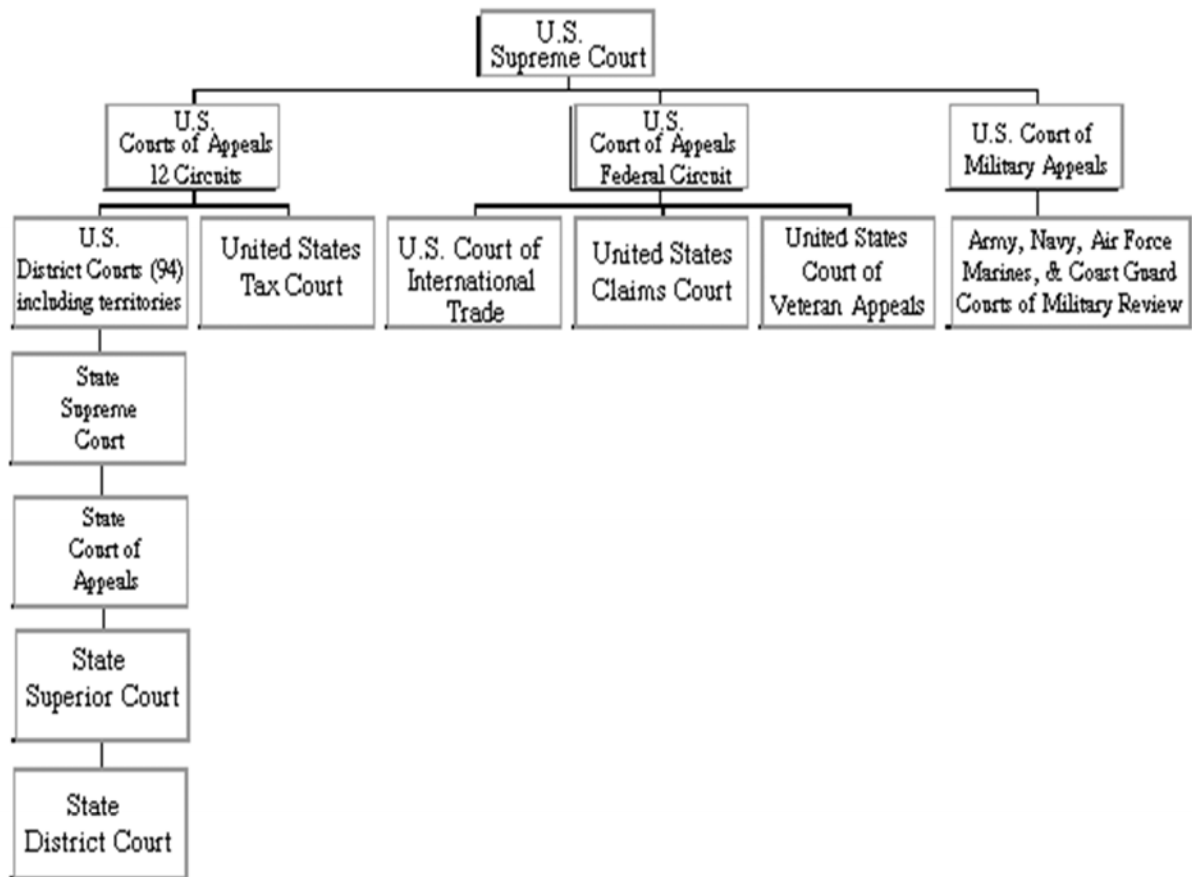 U.S.
Supreme Court
U.S.
Courts of Appeals
12 Circuits
U.S.
Court of Appeals
Federal Circuit
U.S. Court of
Military Appeals
U.S.
District Courts (94)
including territories
United States
Tax Court
U.S. Court of
International
Trade
United States
Claims Court
United States
Court of
Veteran Appeals
Army, Navy, Air Force
Marines, & Coast Guard
Courts of Military Review
State
Supreme
Court
State
Court of
Appeals
State
Superior Court
State
District Court